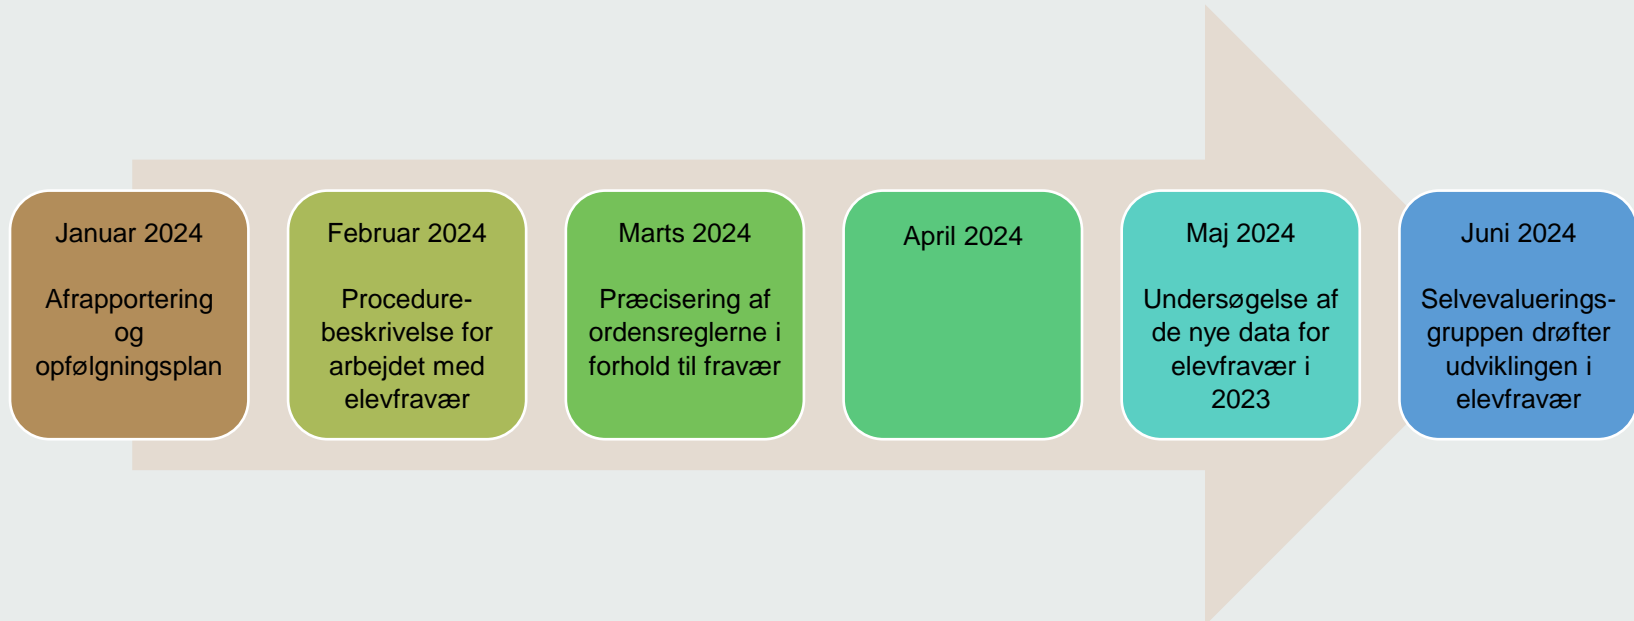 Januar 2024
Afrapportering
og
opfølgningsplan
Februar 2024
Procedure-
beskrivelse for
arbejdet med
elevfravær
Marts 2024
Præcisering af
ordensreglerne i
forhold til fravær
April 2024
Maj 2024
Undersøgelse af
de nye data for
elevfravær i
2023
Juni 2024
Selvevaluerings-
gruppen drøfter
udviklingen i
elevfravær